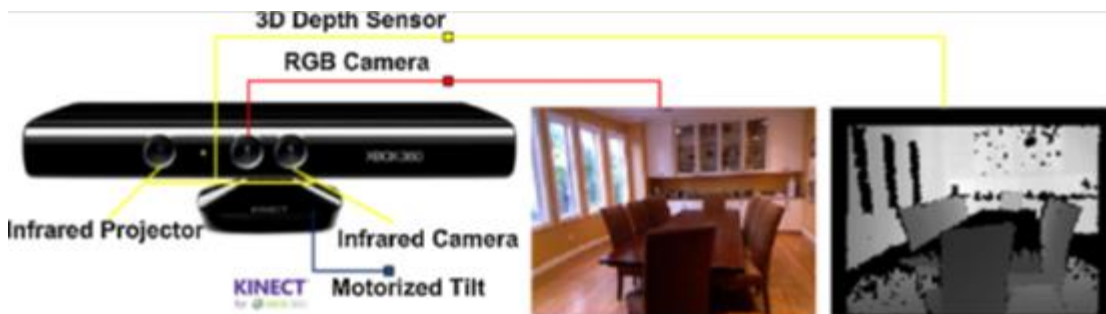 3D Depth Sensor
RGB Camera
XBOX 360
KINECT
Infrared Projector
Infrared Camera
KINECT
for XBOX 360
Motorized Tilt